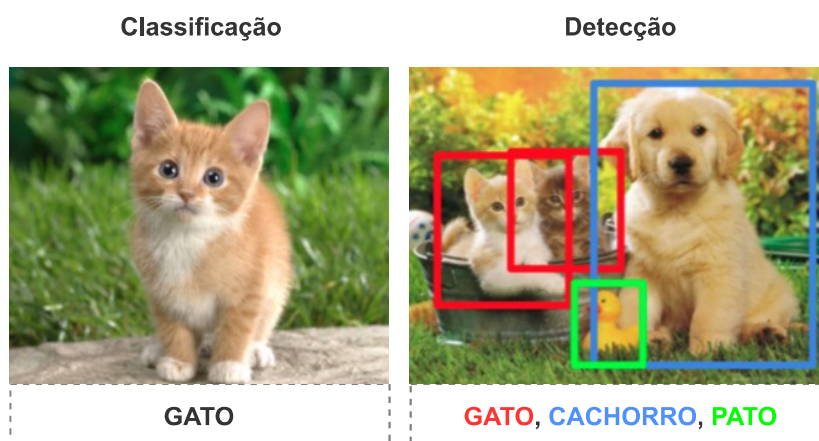 Classificação
Detecção
GATO
GATO, CACHORRO, PATO